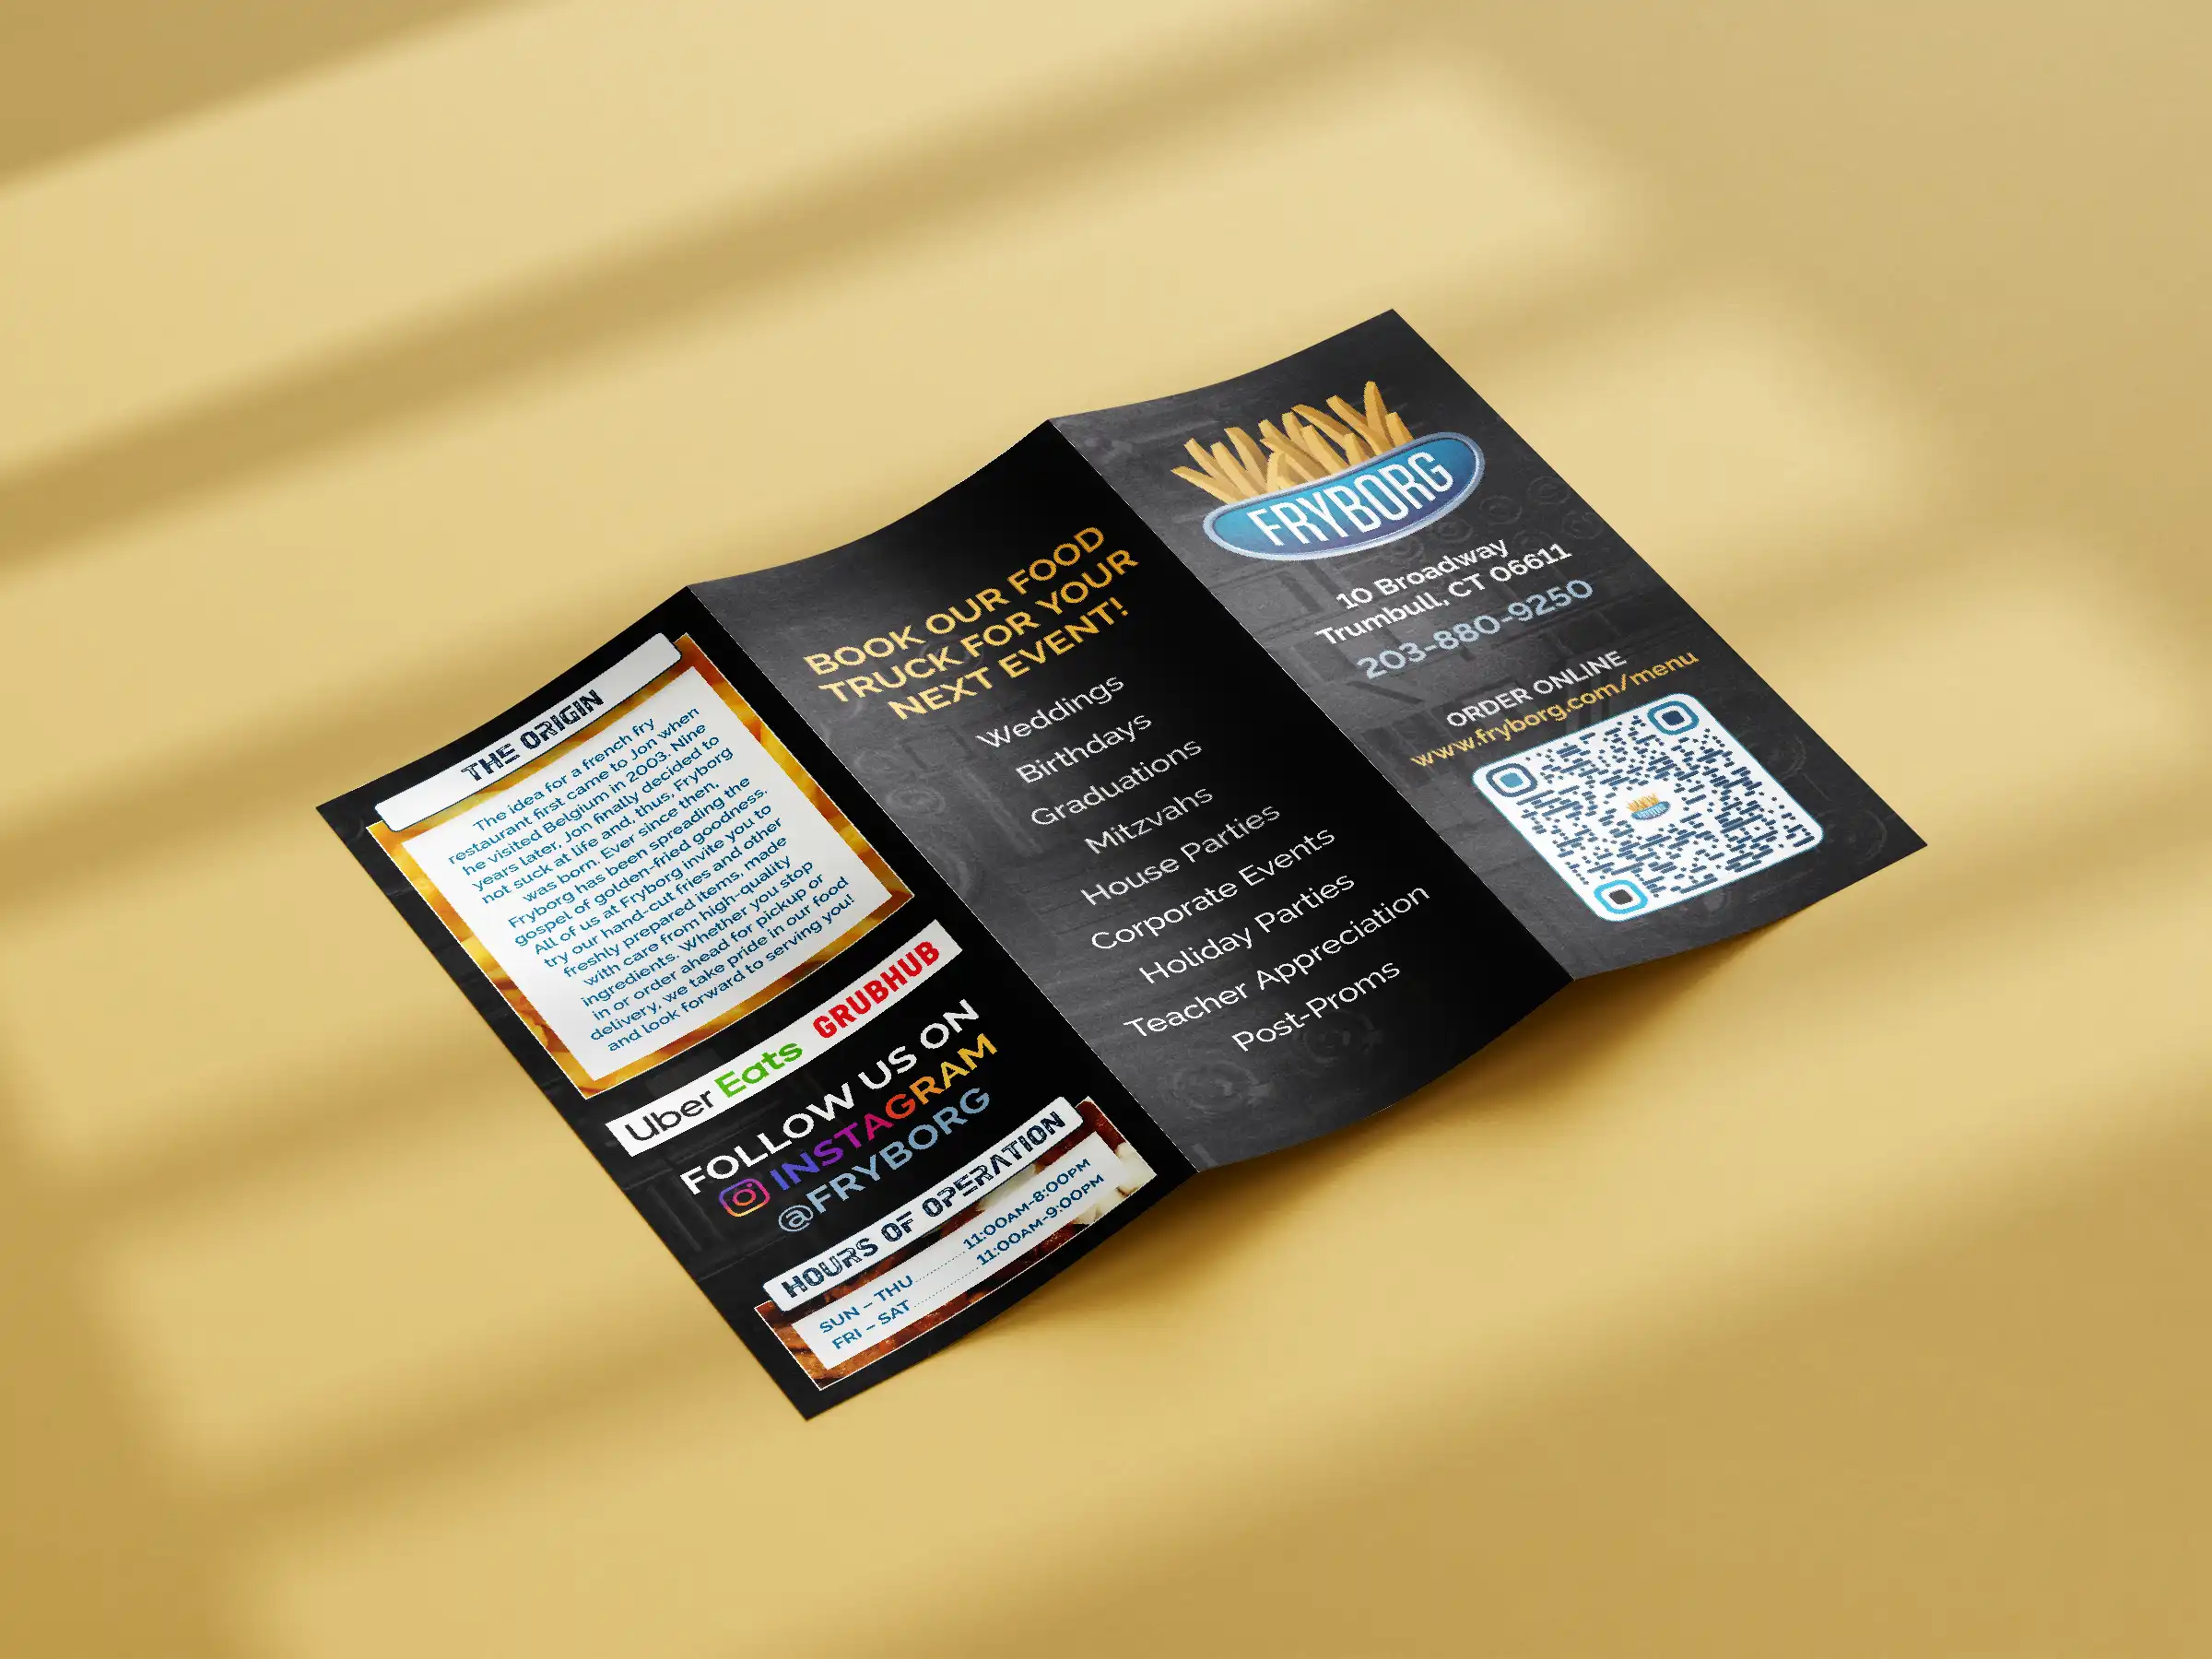 THE ORIGIN
The idea for a french fry
restaurant first came to Jon when
he visited Belgium in 2003. Nine
years later, Jon finally decided to
not suck at life and, thus, Fryborg
was born. Ever since then,
Fryborg has been spreading the
gospel of golden-fried goodness.
All of us at Fryborg invite you to
try our hand-cut fries and other
freshly prepared items, made
with care from high-quality
ingredients. Whether you stop
in or order ahead for pickup or
delivery, we take pride in our food
and look forward to serving you!
Uber Eats GRUBHUB
FOLLOW US ON
INSTAGRAM
@FRYBORG
HOURS OF OPERATION
SUN – THU 11:00AM-8:00PM
FRI – SAT 11:00AM-9:00PM
BOOK OUR FOOD
TRUCK FOR YOUR
NEXT EVENT!
Weddings
Birthdays
Graduations
Mitzvahs
House Parties
Corporate Events
Holiday Parties
Teacher Appreciation
Post-Proms
FRYBORG
10 Broadway
Trumbull, CT 06611
203-880-9250
ORDER ONLINE
www.fryborg.com/menu